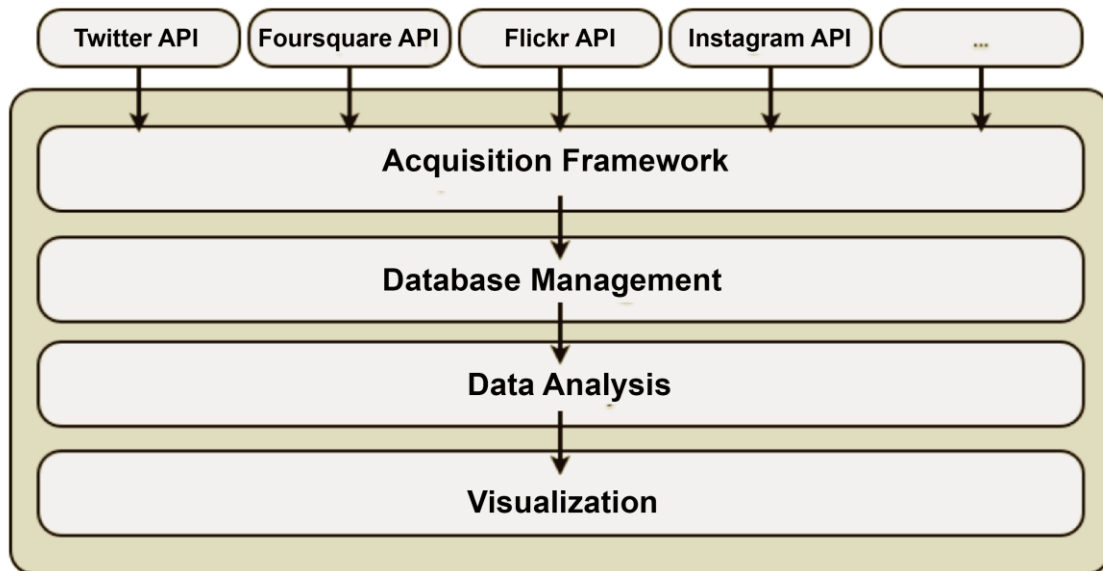 Twitter API
Foursquare API
Flickr API
Instagram API
...
Acquisition Framework
Database Management
Data Analysis
Visualization